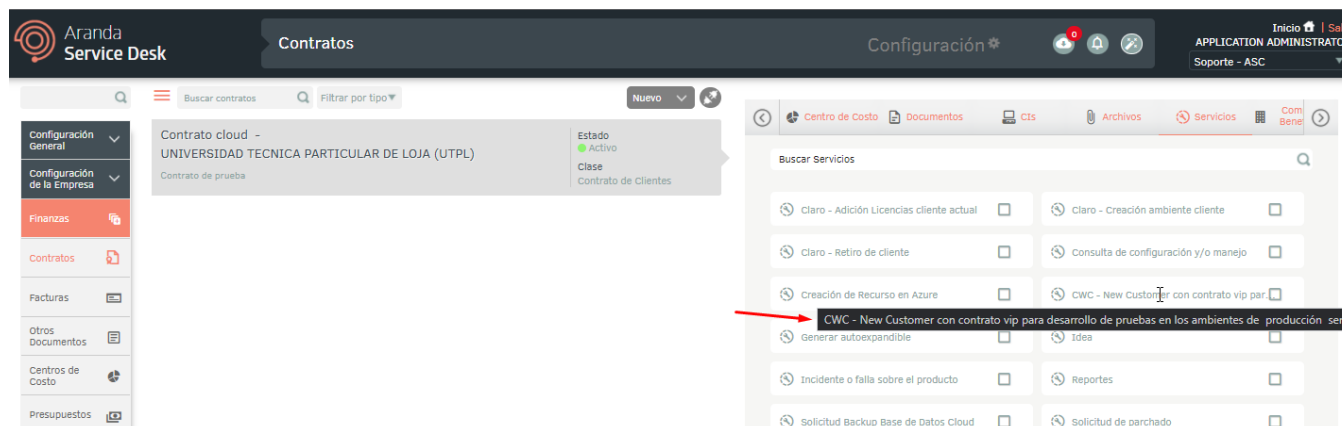 Aranda
Service Desk
Contratos
Configuración
0
Inicio | Sa
APPLICATION ADMINISTRATO
Soporte - ASC
Configuración
General
Configuración
de la Empresa
Finanzas
Contratos
Facturas
Otros
Documentos
Centros de
Costo
Presupuestos
Buscar contratos
Filtrar por tipo
Nuevo
Contrato cloud -
UNIVERSIDAD TECNICA PARTICULAR DE LOJA (UTPL)
Contrato de prueba
Estado
Activo
Clase
Contrato de Clientes
Centro de Costo Documentos CIs Archivos Servicios Com
Bene
Buscar Servicios
Claro - Adición Licencias cliente actual
Claro - Creación ambiente cliente
Claro - Retiro de cliente
Consulta de configuración y/o manejo
Creación de Recurso en Azure
CWC - New Customer con contrato vip par...
CWC - New Customer con contrato vip para desarrollo de pruebas en los ambientes de producción ser
Generar autoexpandible
Idea
Incidente o falla sobre el producto
Reportes
Solicitud Backup Base de Datos Cloud
Solicitud de parchado